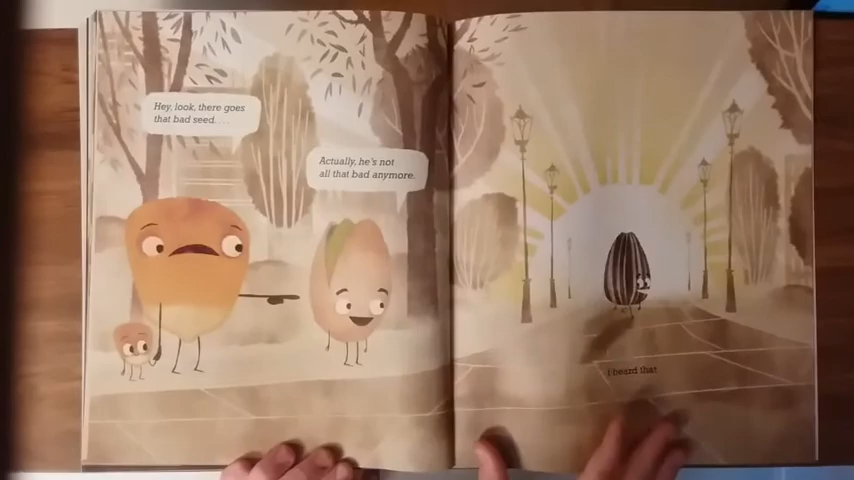 Hey, look, there goes
that bad seed....
Actually, he's not
all that bad anymore.
I heard that